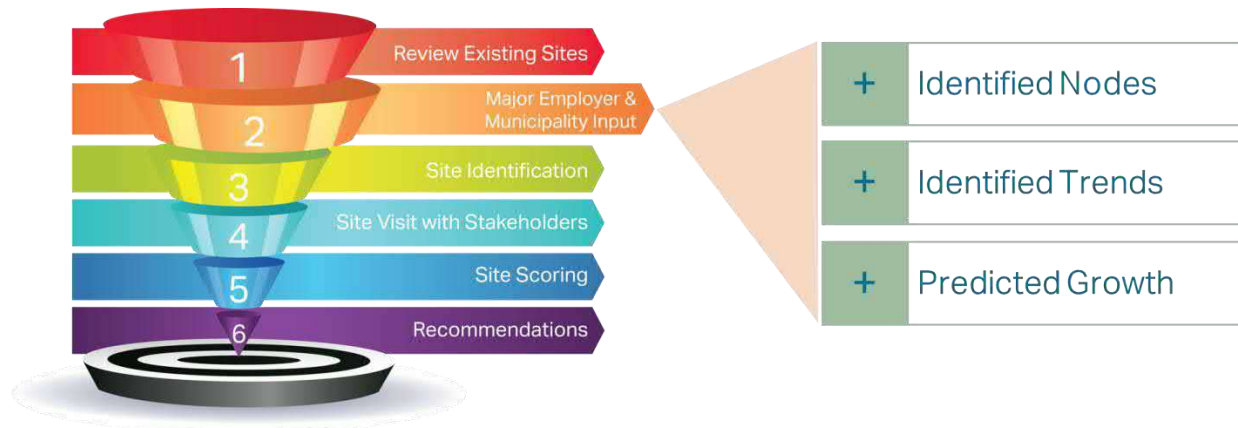 1
Review Existing Sites
2
Major Employer &
Municipality Input
3
Site Identification
4
Site Visit with Stakeholders
5
Site Scoring
6
Recommendations
+ Identified Nodes
+ Identified Trends
+ Predicted Growth